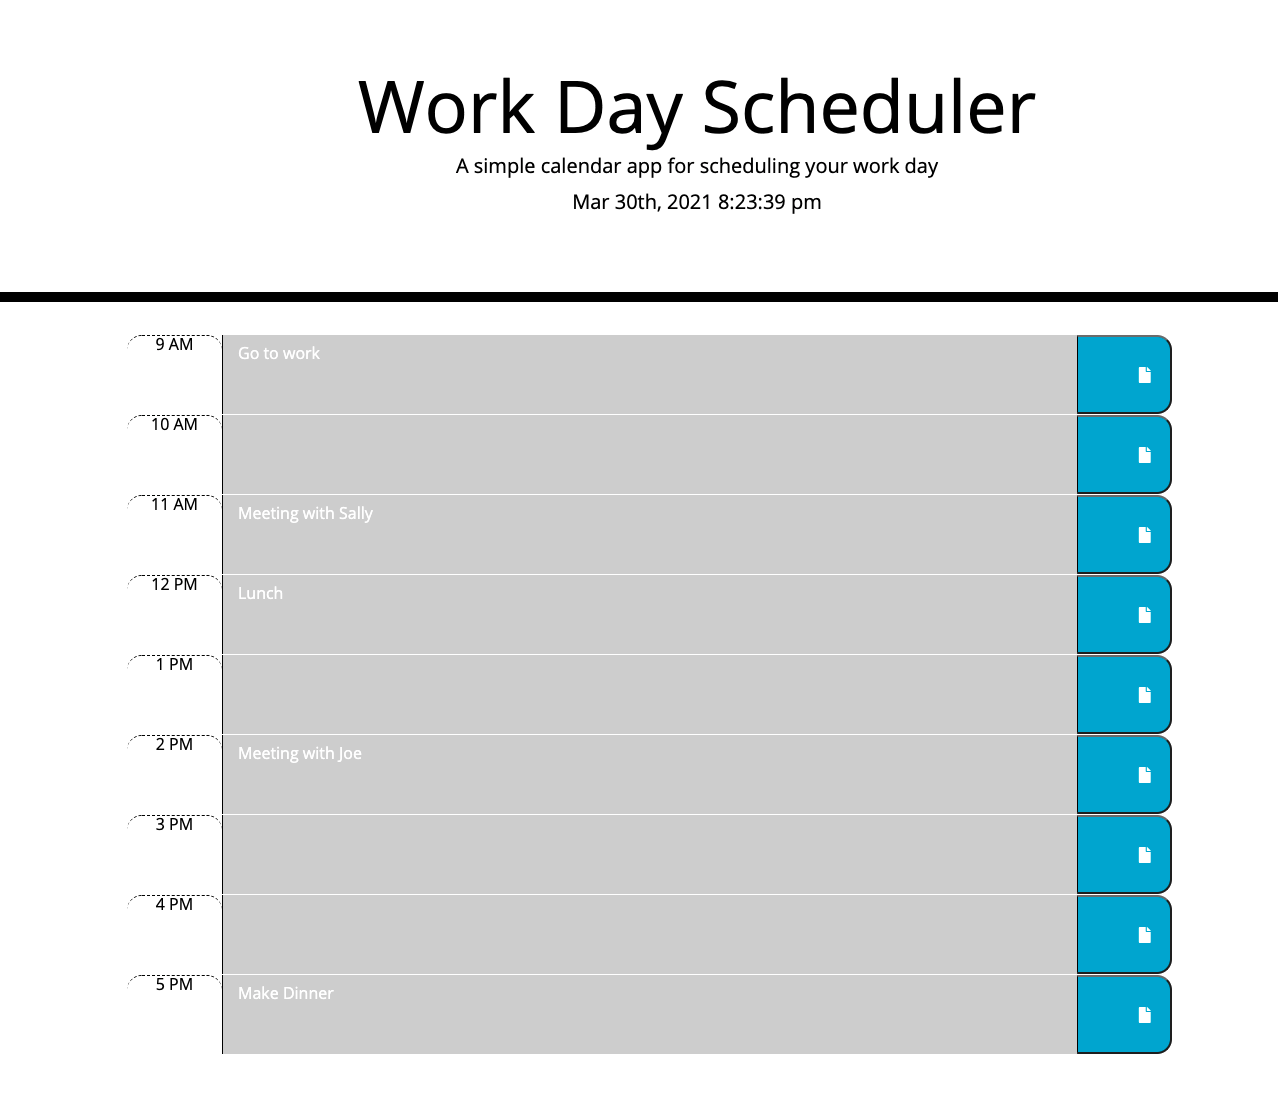 Work Day Scheduler
A simple calendar app for scheduling your work day
Mar 30th, 2021 8:23:39 pm
9 AM
Go to work
10 AM
11 AM
Meeting with Sally
12 PM
Lunch
1 PM
2 PM
Meeting with Joe
3 PM
4 PM
5 PM
Make Dinner